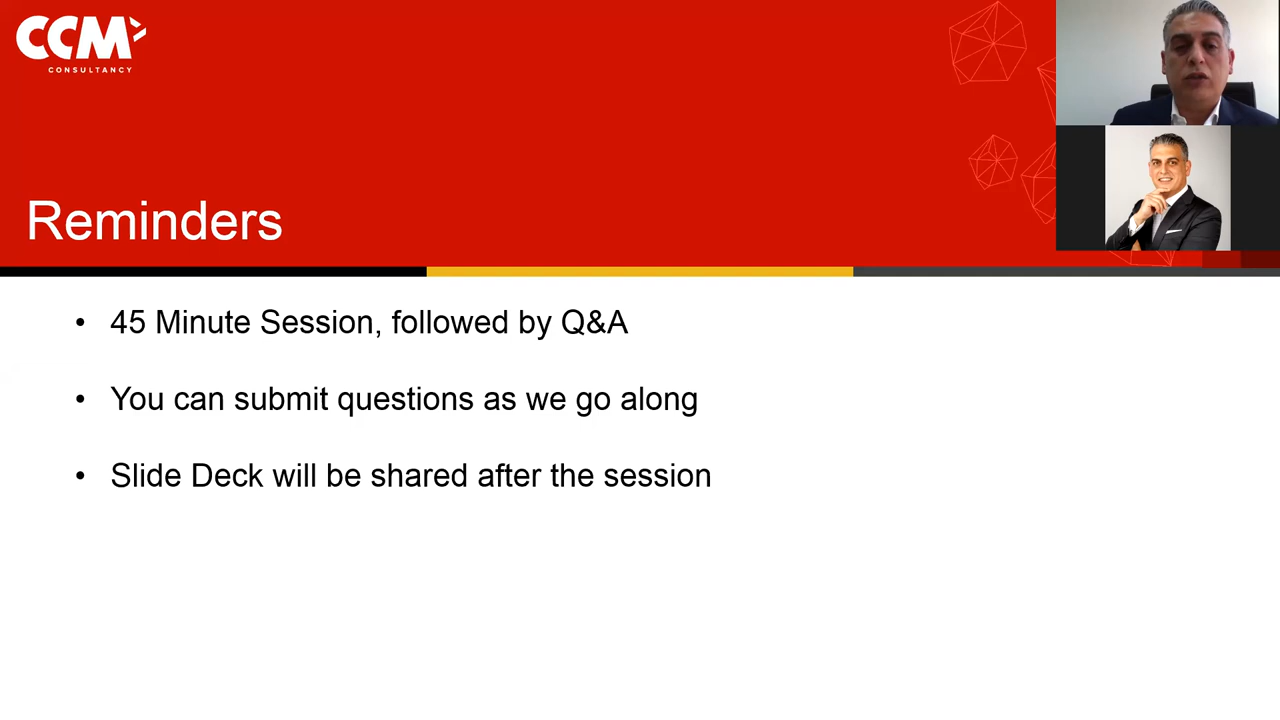 CCM
CONSULTANCY
Reminders
• 45 Minute Session, followed by Q&A
• You can submit questions as we go along
• Slide Deck will be shared after the session